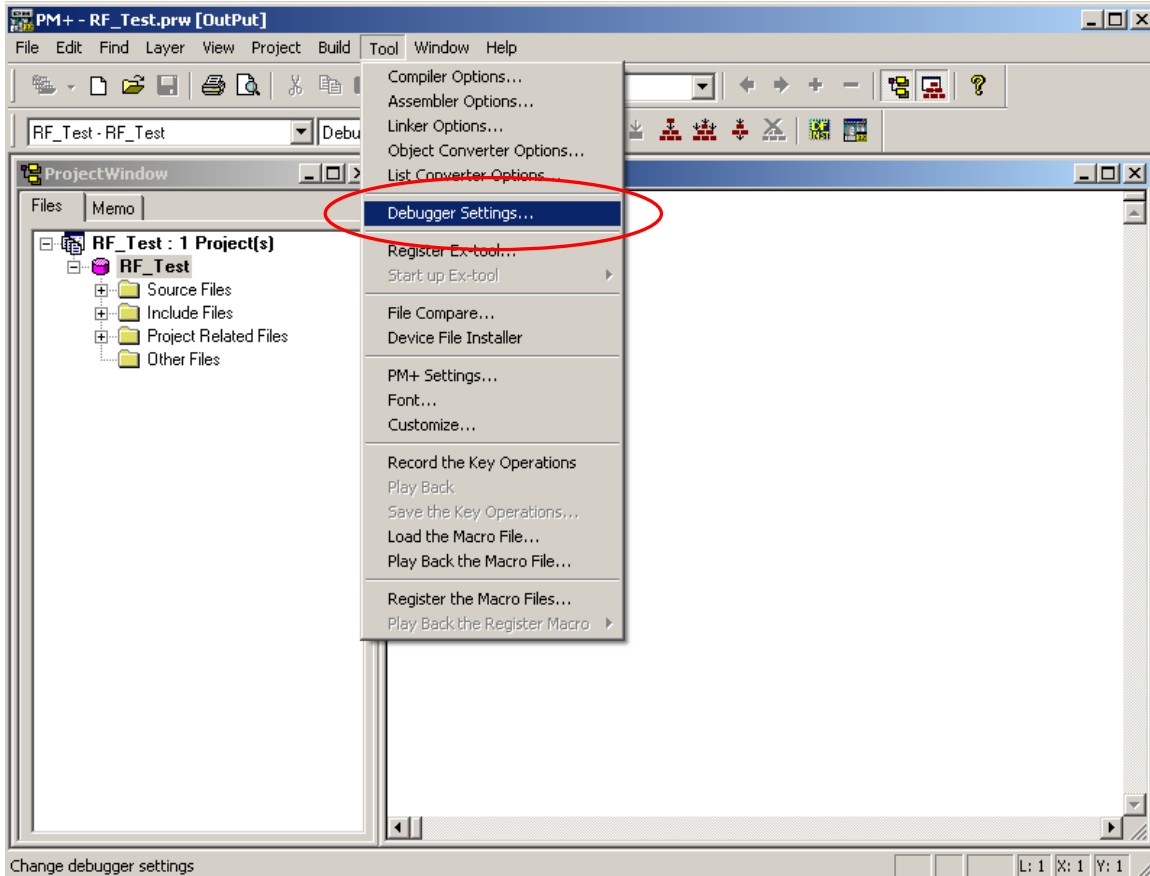 PM+ - RF_Test.prw [OutPut]
File Edit Find Layer View Project Build Tool Window Help
RF_Test - RF_Test
Debu
ProjectWindow
Files Memo
RF_Test : 1 Project(s)
RF_Test
Source Files
Include Files
Project Related Files
Other Files
Compiler Options...
Assembler Options...
Linker Options...
Object Converter Options...
List Converter Options...
Debugger Settings...
Register Ex-tool...
Start up Ex-tool
File Compare...
Device File Installer
PM+ Settings...
Font...
Customize...
Record the Key Operations
Play Back
Save the Key Operations...
Load the Macro File...
Play Back the Macro File...
Register the Macro Files...
Play Back the Register Macro
Change debugger settings
L: 1 X: 1 Y: 1